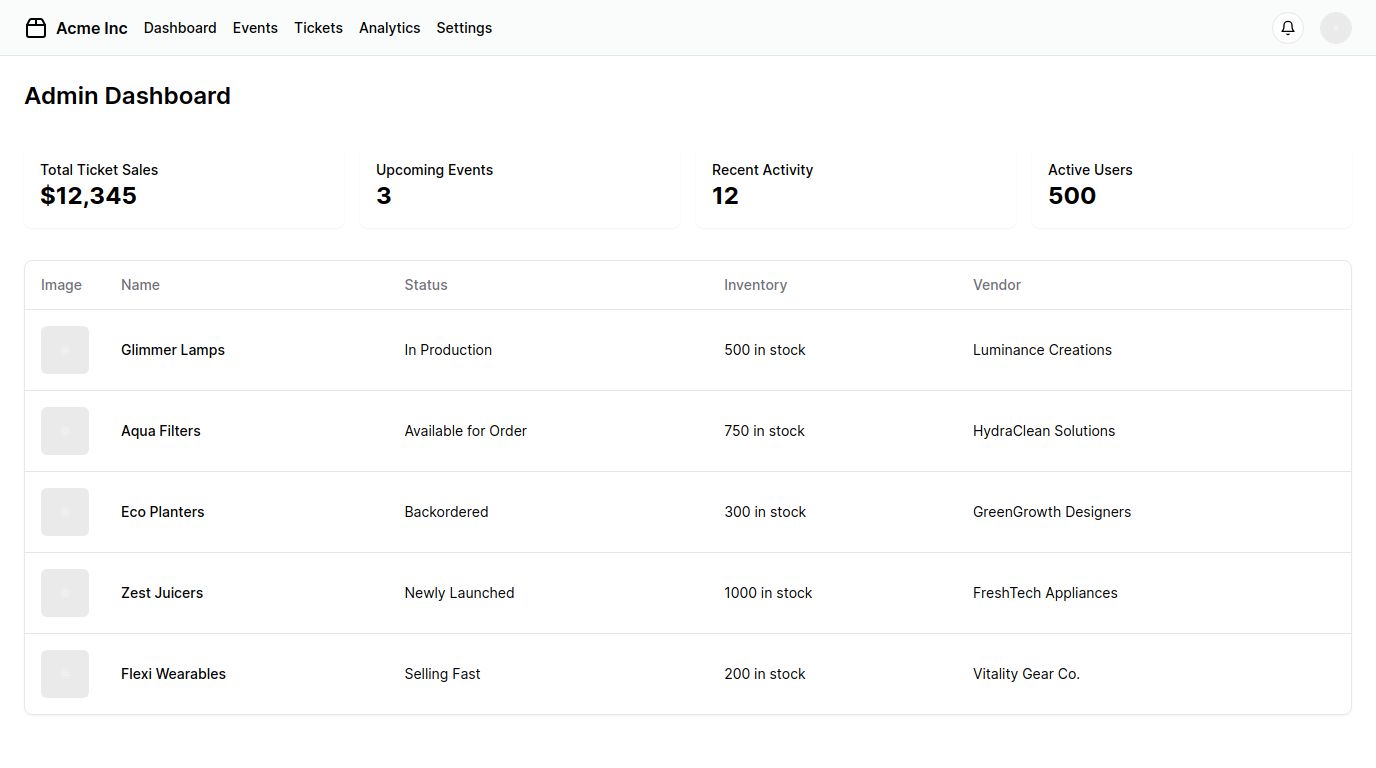 Acme Inc Dashboard Events Tickets Analytics Settings
Admin Dashboard
Total Ticket Sales Upcoming Events Recent Activity Active Users
$12,345 3 12 500
Image Name Status Inventory Vendor
Glimmer Lamps In Production 500 in stock Luminance Creations
Aqua Filters Available for Order 750 in stock HydraClean Solutions
Eco Planters Backordered 300 in stock GreenGrowth Designers
Zest Juicers Newly Launched 1000 in stock FreshTech Appliances
Flexi Wearables Selling Fast 200 in stock Vitality Gear Co.